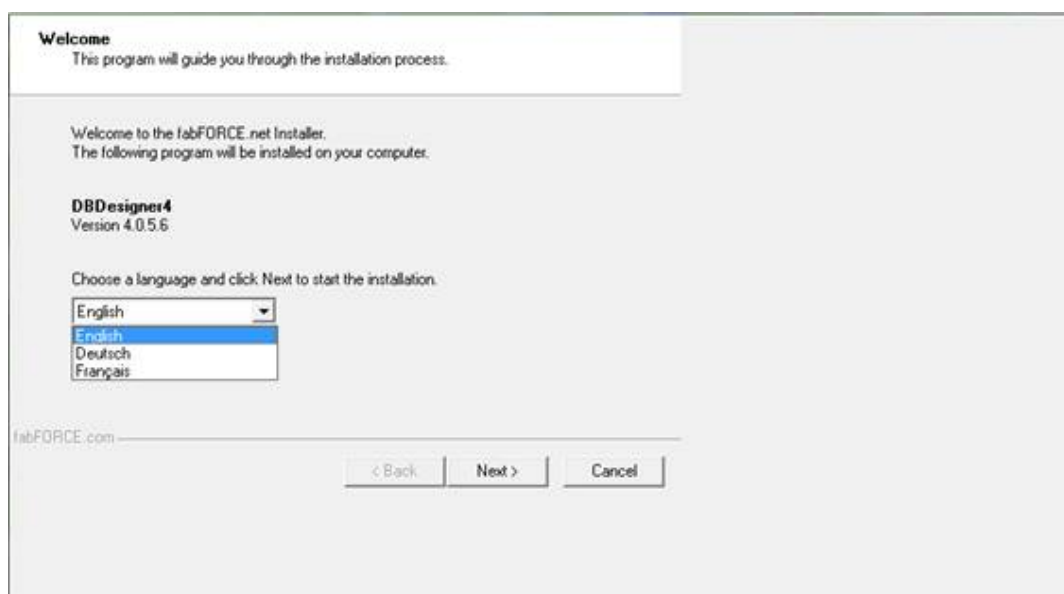 Welcome
This program will guide you through the installation process.
Welcome to the fabFORCE.net Installer.
The following program will be installed on your computer.
DBDesigner4
Version 4.0.5.6
Choose a language and click Next to start the installation.
English
English
Deutsch
Français
fabFORCE.com
< Back
Next >
Cancel